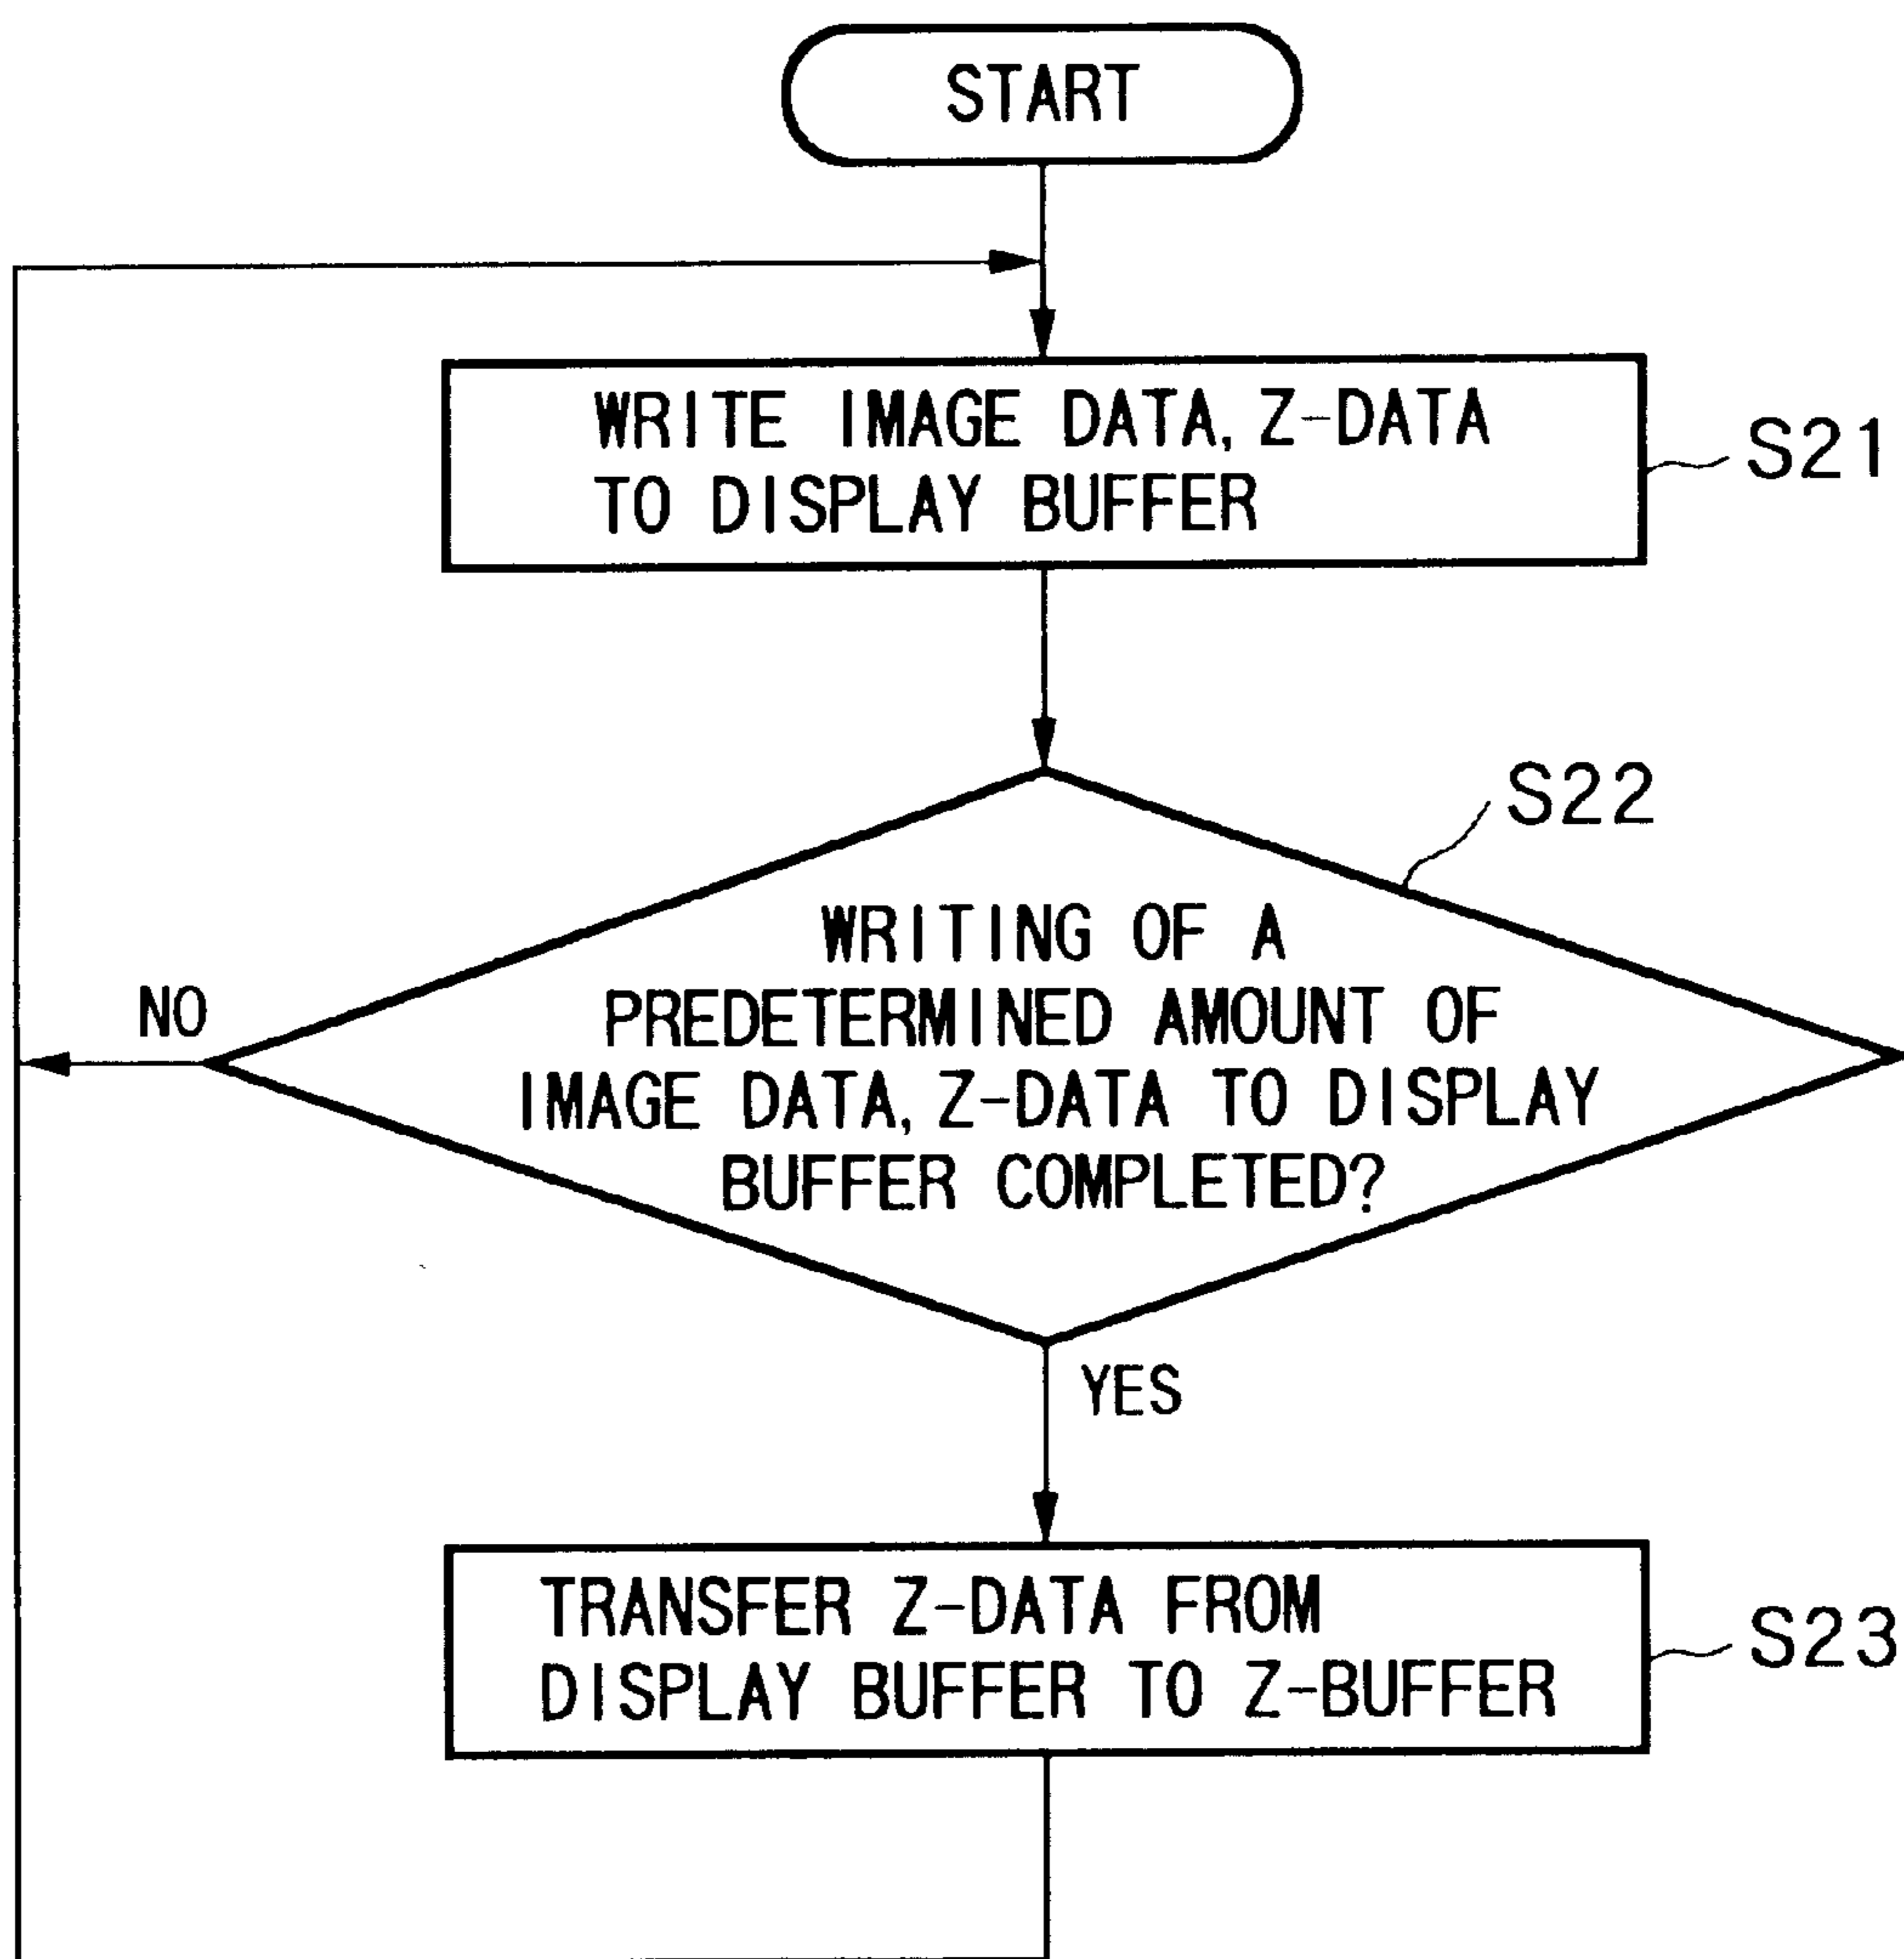 START
WRITE IMAGE DATA, Z-DATA
TO DISPLAY BUFFER
S21
S22
WRITING OF A
PREDETERMINED AMOUNT OF
IMAGE DATA, Z-DATA TO DISPLAY
BUFFER COMPLETED?
NO
YES
TRANSFER Z-DATA FROM
DISPLAY BUFFER TO Z-BUFFER
S23